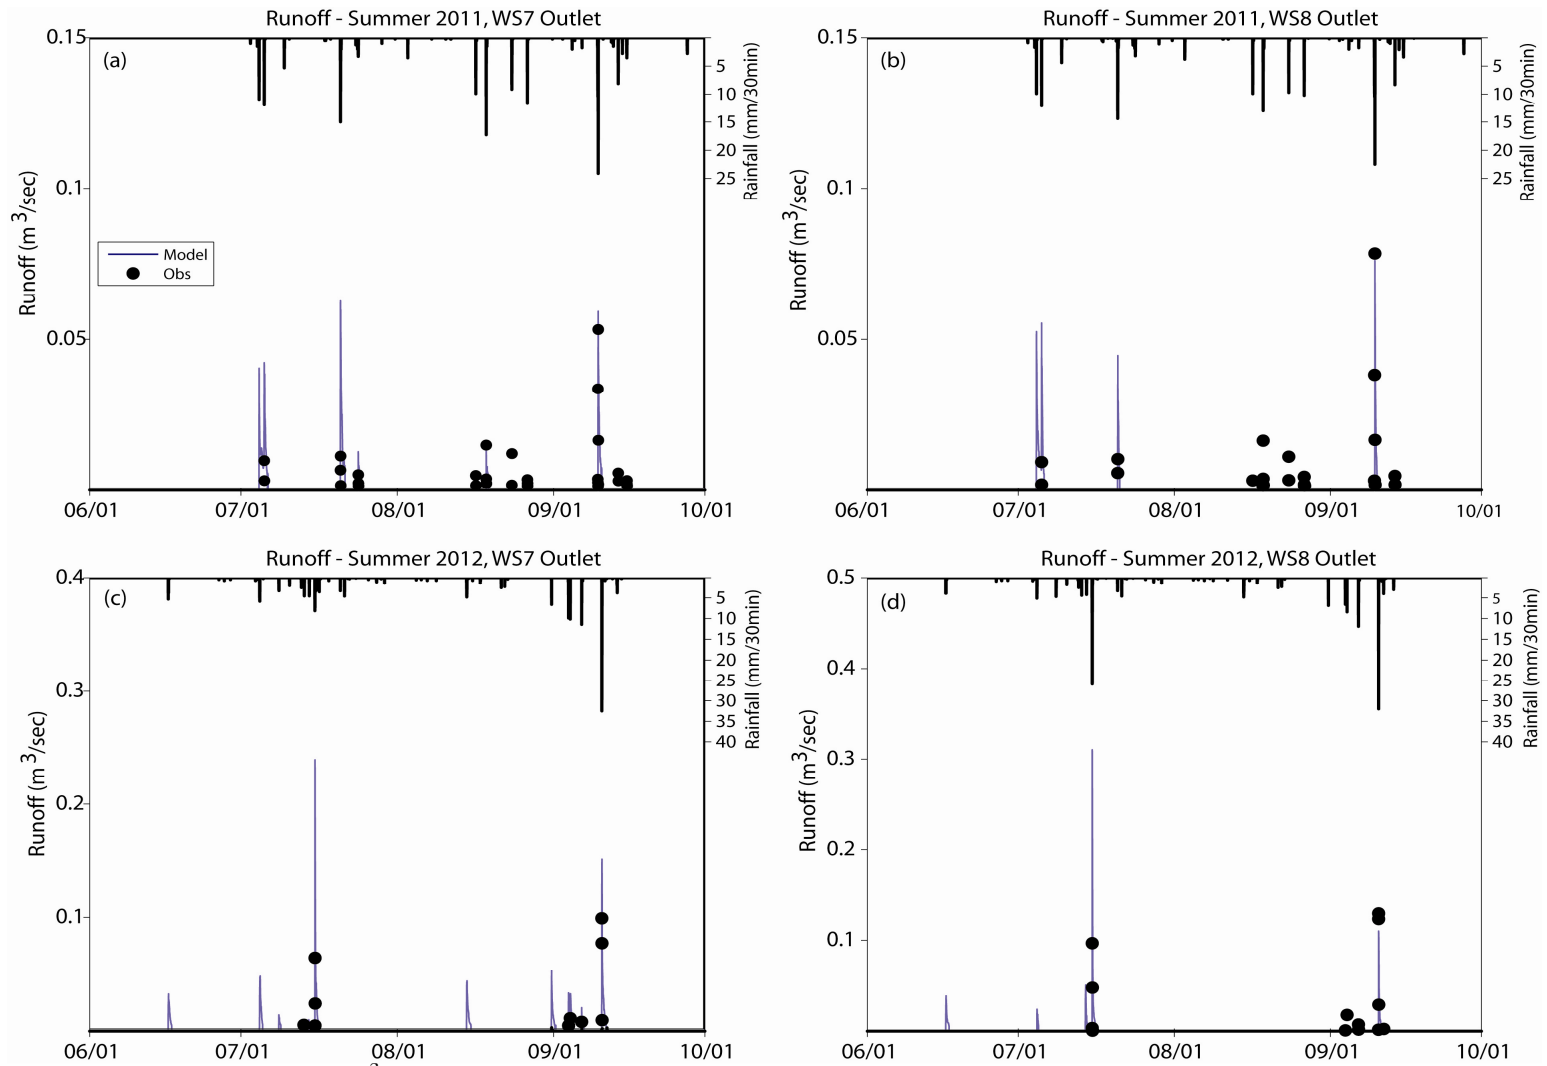 Runoff - Summer 2011, WS7 Outlet
(a)
0.15
0.1
0.05
Runoff (m³/sec)
Model
Obs
5
10
15
20
25
Rainfall (mm/30min)
06/01 07/01 08/01 09/01 10/01
Runoff - Summer 2011, WS8 Outlet
(b)
0.15
0.1
0.05
Runoff (m³/sec)
5
10
15
20
25
Rainfall (mm/30min)
06/01 07/01 08/01 09/01 10/01
Runoff - Summer 2012, WS7 Outlet
(c)
0.4
0.3
0.2
0.1
Runoff (m³/sec)
5
10
15
20
25
30
35
40
Rainfall (mm/30min)
06/01 07/01 08/01 09/01 10/01
Runoff - Summer 2012, WS8 Outlet
(d)
0.5
0.4
0.3
0.2
0.1
Runoff (m³/sec)
5
10
15
20
25
30
35
40
Rainfall (mm/30min)
06/01 07/01 08/01 09/01 10/01